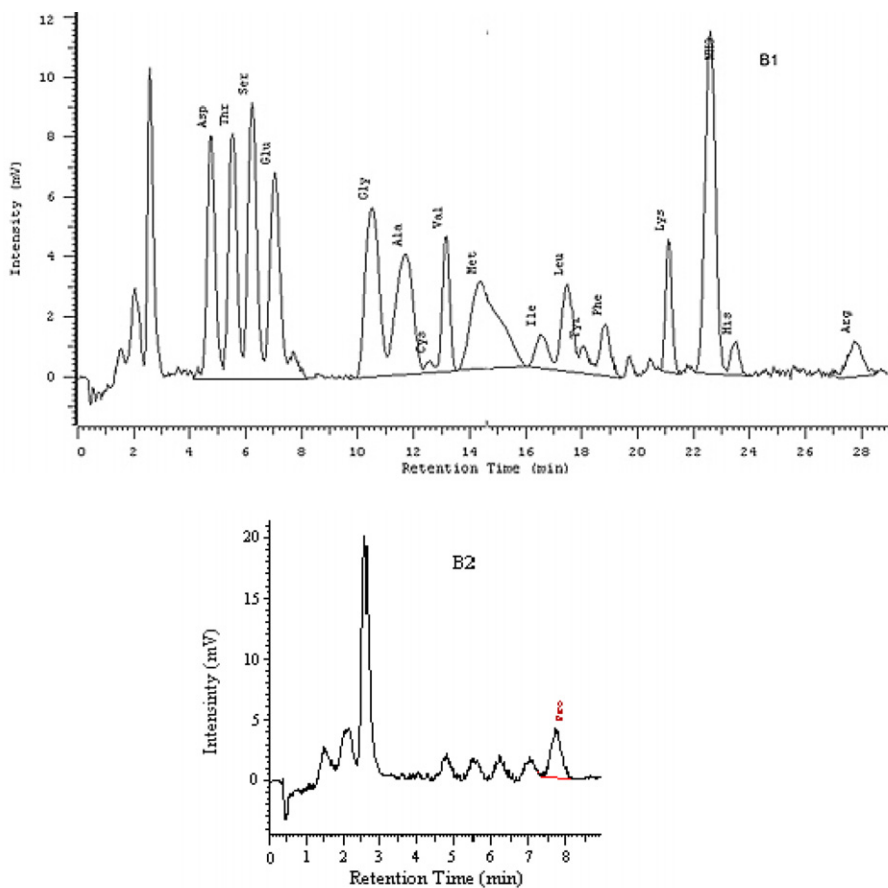 B1
Intensity (mV)
12
10
8
6
4
2
0
Asp
Thr
Ser
Glu
Gly
Ala
Cys
Val
Met
Ile
Leu
Tyr
Phe
Lys
NH3
His
Arg
0 2 4 6 8 10 12 14 16 18 20 22 24 26 28
Retention Time (min)
B2
Intensinty (mV)
20
15
10
5
0
Pro
0 1 2 3 4 5 6 7 8
Retention Time (min)